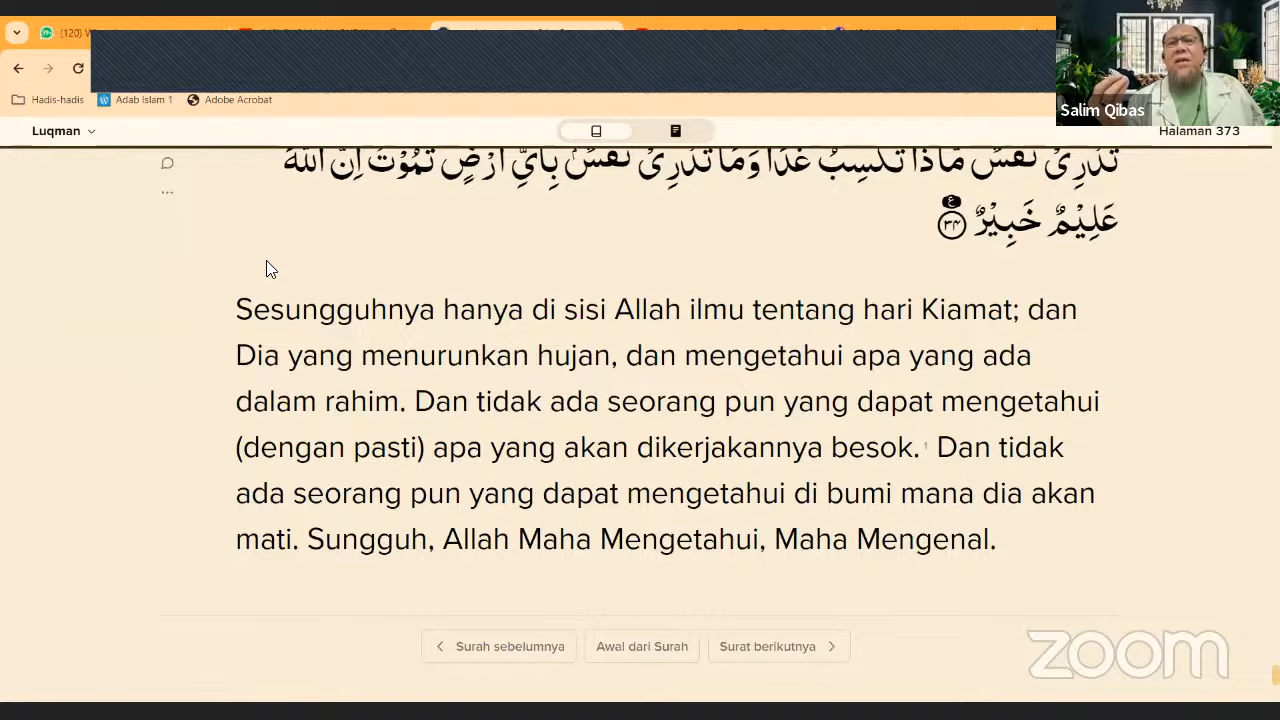 (120)
Hadis-hadis
Adab Islam 1
Adobe Acrobat
Salim Qibas
Luqman
Halaman 373
تَدْرِيْ نَفْسٌ مَّاذَا تَكْسِبُ غَدًا وَمَا تَدْرِيْ نَفْسٌۢ بِاَيِّ اَرْضٍ تَمُوْتُ اِنَّ اللّٰهَ
عَلِيْمٌ خَبِيْرٌ ٣٤
Sesungguhnya hanya di sisi Allah ilmu tentang hari Kiamat; dan
Dia yang menurunkan hujan, dan mengetahui apa yang ada
dalam rahim. Dan tidak ada seorang pun yang dapat mengetahui
(dengan pasti) apa yang akan dikerjakannya besok. 1 Dan tidak
ada seorang pun yang dapat mengetahui di bumi mana dia akan
mati. Sungguh, Allah Maha Mengetahui, Maha Mengenal.
Surah sebelumnya
Awal dari Surah
Surat berikutnya
zoom